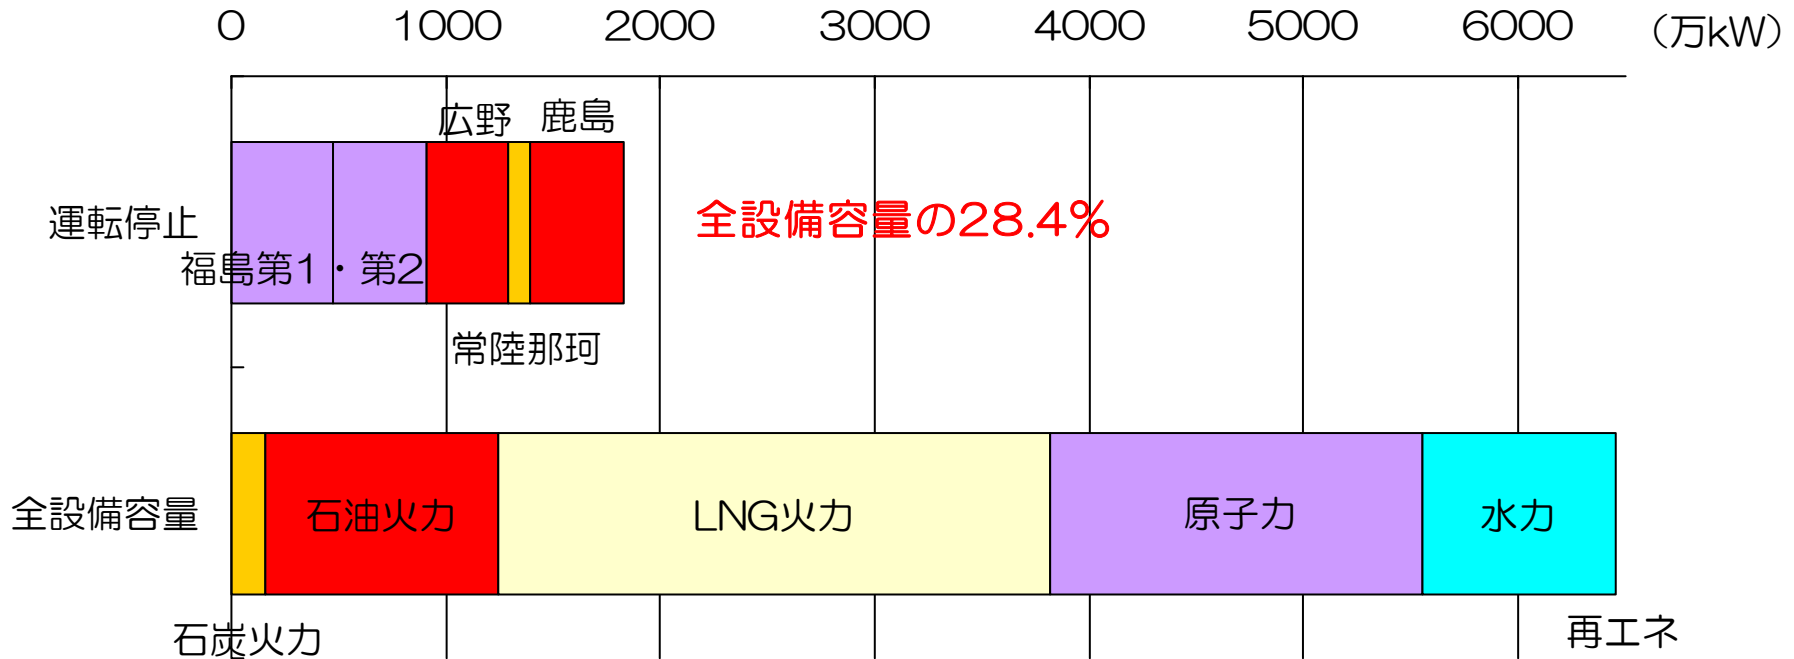 0 1000 2000 3000 4000 5000 6000 (万kW)
広野 鹿島
運転停止
全設備容量の28.4%
福島第1・第2
常陸那珂
全設備容量
石油火力 LNG火力 原子力 水力
石炭火力
再エネ